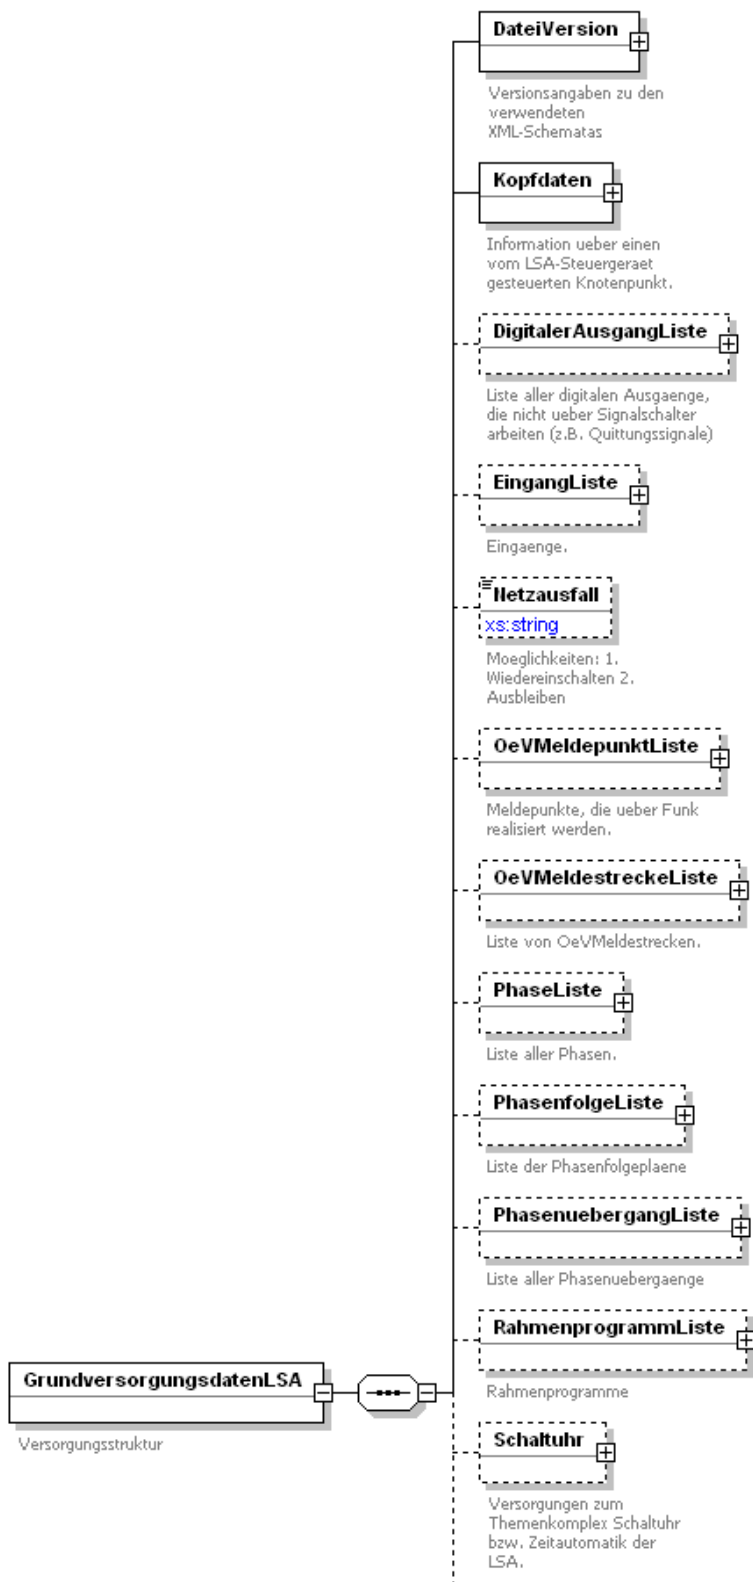 DateiVersion
Versionsangaben zu den
verwendeten
XML-Schematas
Kopfdaten
Information ueber einen
vom LSA-Steuergeraet
gesteuerten Knotenpunkt.
DigitalerAusgangListe
Liste aller digitalen Ausgaenge,
die nicht ueber Signalschalter
arbeiten (z.B. Quittungssignale)
EingangListe
Eingaenge.
Netzausfall
xs:string
Moeglichkeiten: 1.
Wiedereinschalten 2.
Ausbleiben
OeVMeldepunktListe
Meldepunkte, die ueber Funk
realisiert werden.
OeVMeldestreckeListe
Liste von OeVMeldestrecken.
PhaseListe
Liste aller Phasen.
PhasenfolgeListe
Liste der Phasenfolgeplaene
PhasenuebergangListe
Liste aller Phasenuebergaenge
RahmenprogrammListe
Rahmenprogramme
GrundversorgungsdatenLSA
Versorgungsstruktur
Schaltuhr
Versorgungen zum
Themenkomplex Schaltuhr
bzw. Zeitautomatik der
LSA.